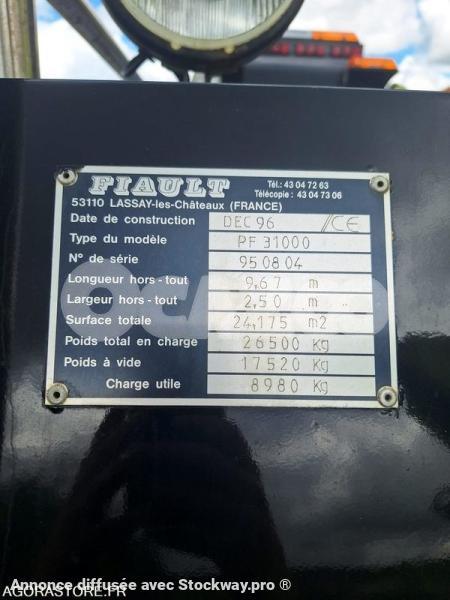 FIAULT
Tél.: 43 04 72 63
Télécopie: 43 04 73 06
53110 LASSAY-les-Châteaux (FRANCE)
Date de construction DEC 96 /CE
Type du modèle PF 31000
N° de série 950804
Longueur hors-tout 9,67 m
Largeur hors-tout 2,50 m
Surface totale 24,175 m2
Poids total en charge 26500 Kg
Poids à vide 17520 Kg
Charge utile 8980 Kg
Annonce diffusée avec Stockway.pro ®
AGORASTORE.FR